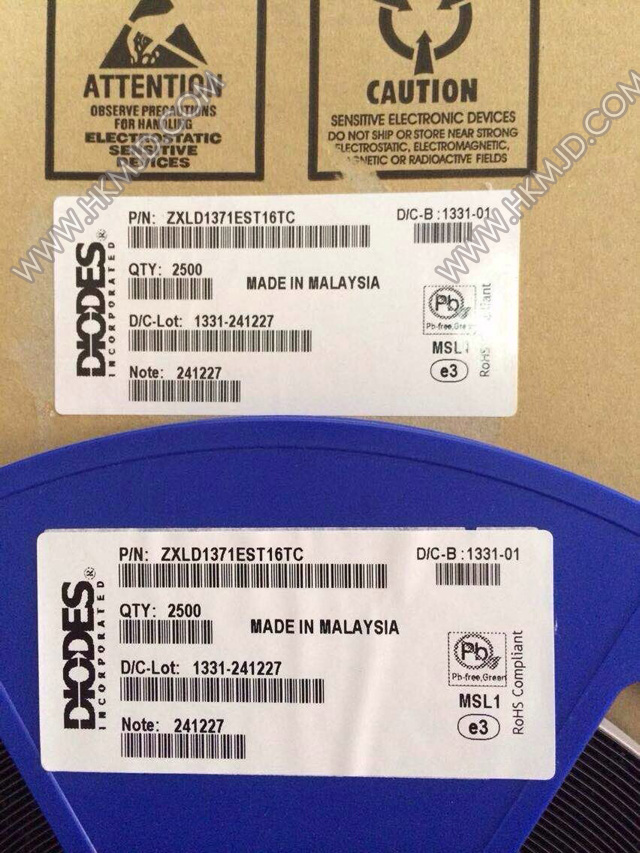 ATTENTION
OBSERVE PRECAUTIONS
FOR HANDLING
ELECTROSTATIC
SENSITIVE
DEVICES
CAUTION
SENSITIVE ELECTRONIC DEVICES
DO NOT SHIP OR STORE NEAR STRONG
ELECTROSTATIC, ELECTROMAGNETIC,
MAGNETIC OR RADIOACTIVE FIELDS
WWW.HKMJD.COM
WWW.HKMJD.COM
DIODES®
INCORPORATED
P/N: ZXLD1371EST16TC
D/C-B :1331-01
QTY: 2500
MADE IN MALAYSIA
D/C-Lot: 1331-241227
Note: 241227
Pb
Pb-free,Green
MSL1
e3
RoHS Compliant
DIODES®
INCORPORATED
P/N: ZXLD1371EST16TC
D/C-B :1331-01
QTY: 2500
MADE IN MALAYSIA
D/C-Lot: 1331-241227
Note: 241227
Pb
Pb-free,Green
MSL1
e3
RoHS Compliant